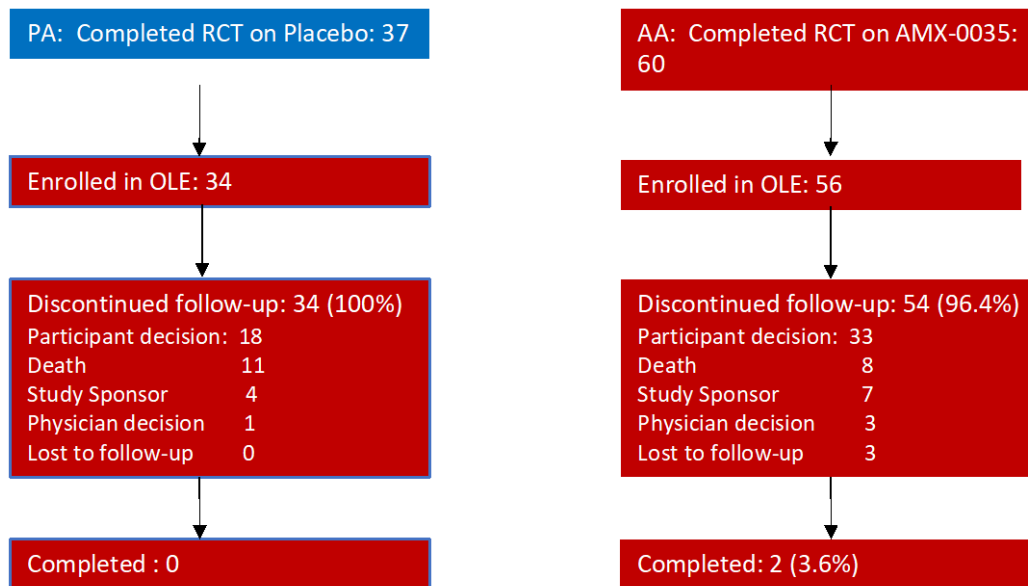 PA:  Completed RCT on Placebo: 37
Enrolled in OLE: 34
Discontinued follow-up: 34 (100%)
Participant decision:  18
Death 11
Study Sponsor 4
Physician decision 1
Lost to follow-up 0
Completed : 0
AA:  Completed RCT on AMX-0035:
60
Enrolled in OLE: 56
Discontinued follow-up: 54 (96.4%)
Participant decision:  33
Death 8
Study Sponsor 7
Physician decision 3
Lost to follow-up 3
Completed: 2 (3.6%)